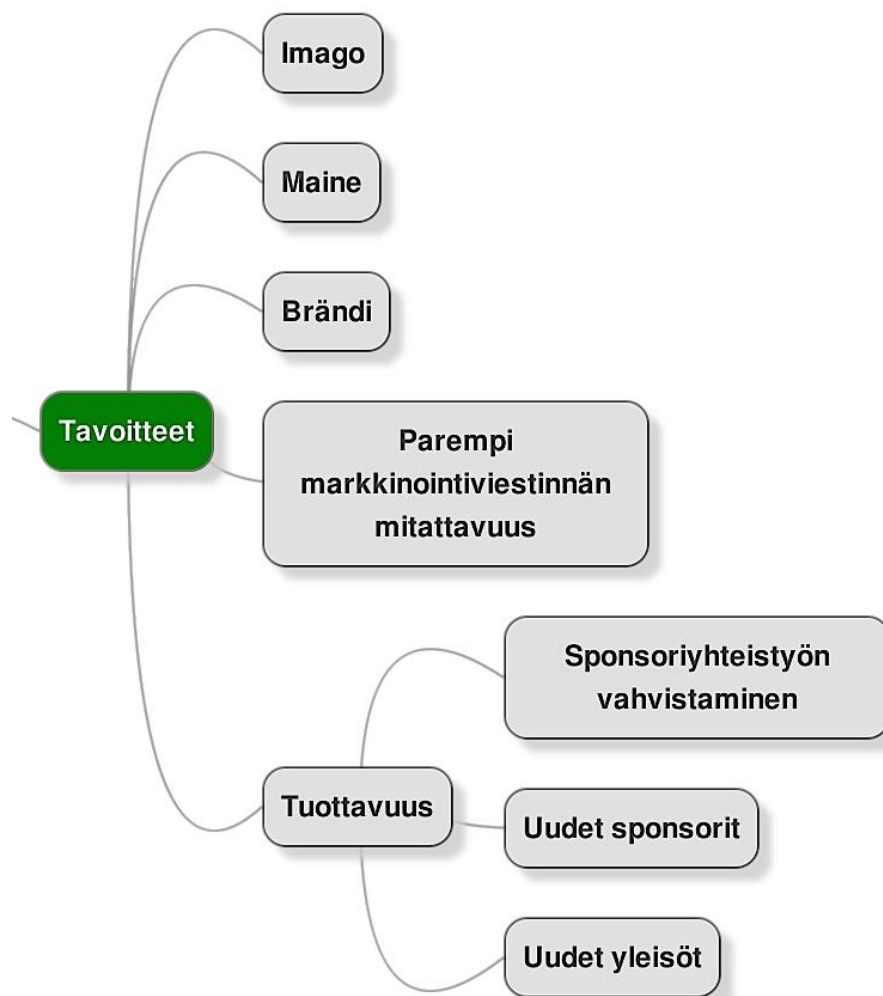 Imago
Maine
Brändi
Tavoitteet
Parempi
markkinointiviestinnän
mitattavuus
Sponsoriyhteistyön
vahvistaminen
Tuottavuus
Uudet sponsorit
Uudet yleisöt